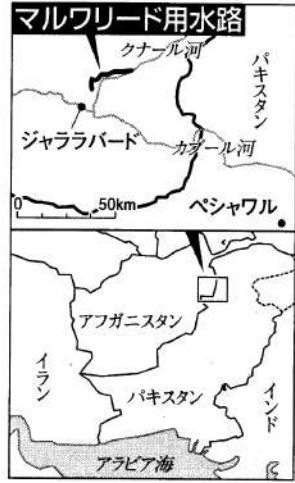 マルワリード用水路
クナール河
パキスタン
ジャララバード
カブール河
0 50km
ペシャワル
アフガニスタン
イラン
パキスタン
インド
アラビア海